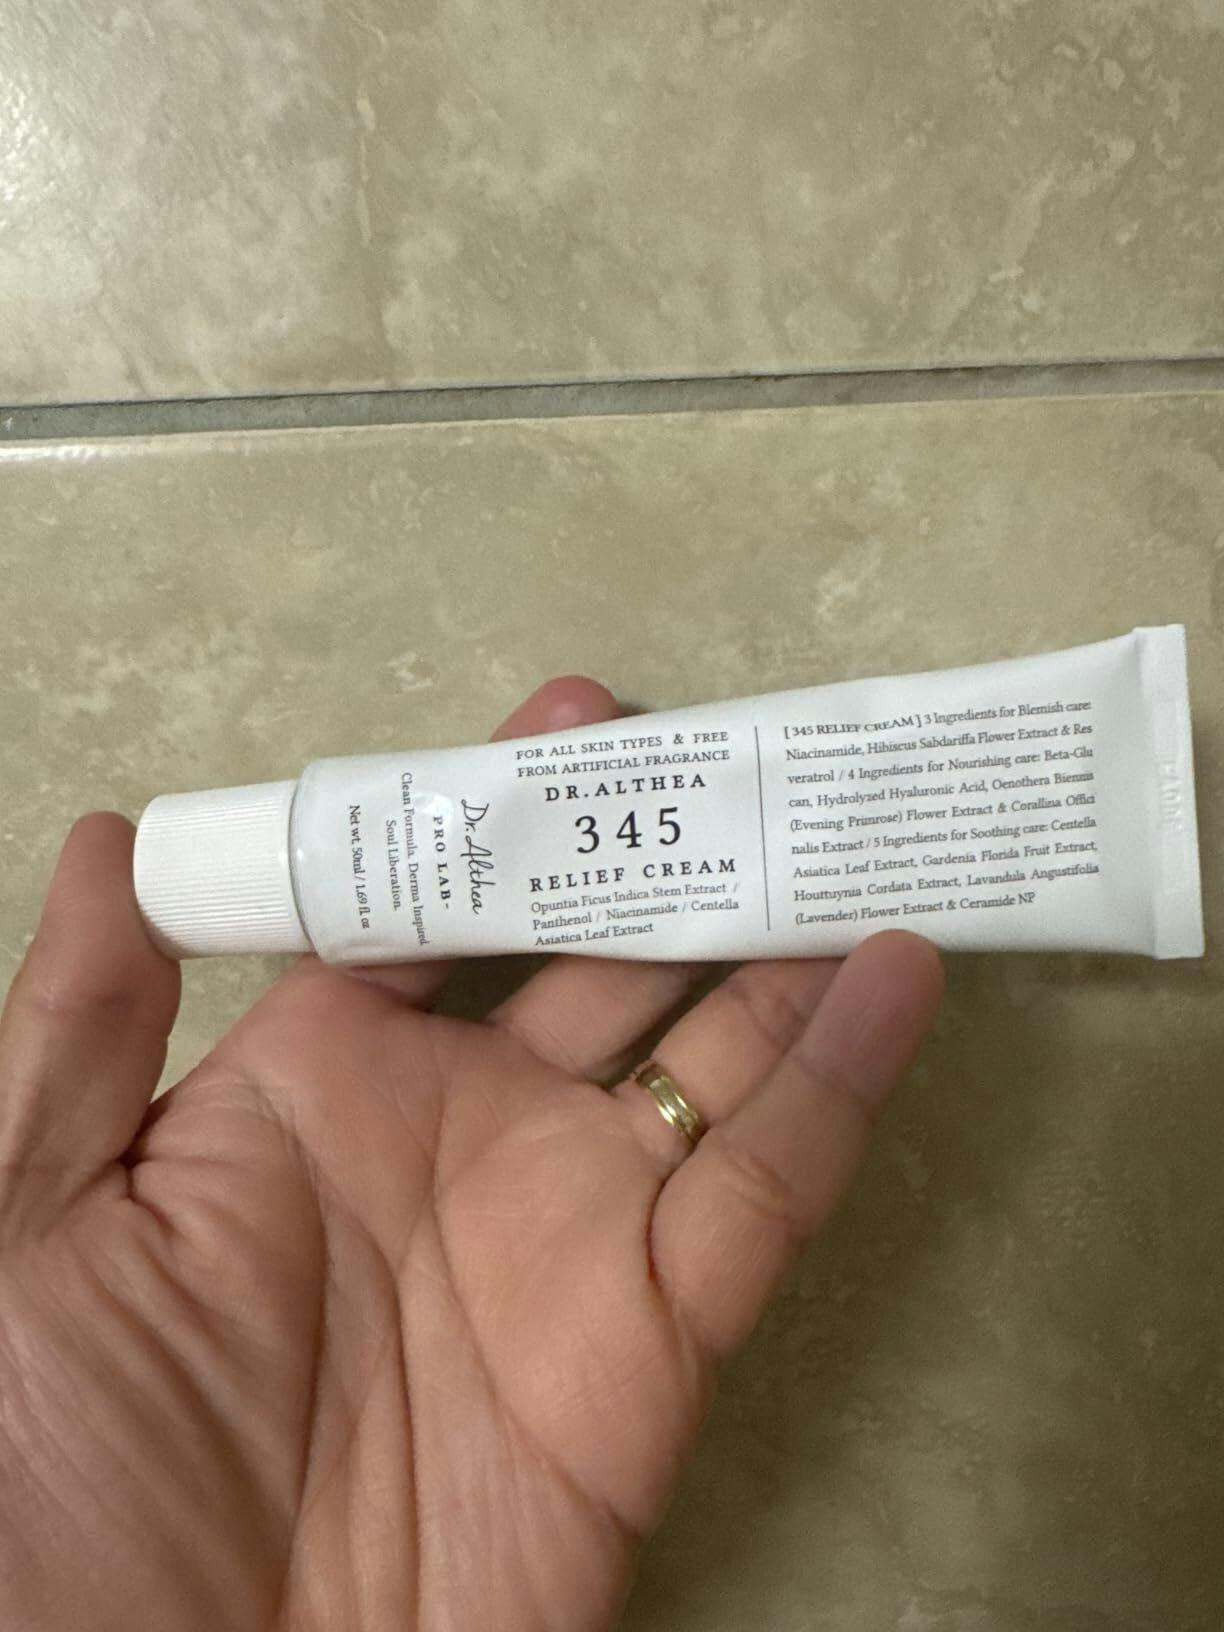 Dr. Althea
PRO LAB-
Clean Formula, Derma Inspired
Soul Liberation.
Net wt. 50ml / 1.69 fl. oz
FOR ALL SKIN TYPES & FREE
FROM ARTIFICIAL FRAGRANCE
DR.ALTHEA
345
RELIEF CREAM
Opuntia Ficus Indica Stem Extract /
Panthenol / Niacinamide / Centella
Asiatica Leaf Extract
[ 345 RELIEF CREAM ] 3 Ingredients for Blemish care:
Niacinamide, Hibiscus Sabdariffa Flower Extract & Res
veratrol / 4 Ingredients for Nourishing care: Beta-Glu
can, Hydrolyzed Hyaluronic Acid, Oenothera Biennis
(Evening Primrose) Flower Extract & Corallina Offici
nalis Extract / 5 Ingredients for Soothing care: Centella
Asiatica Leaf Extract, Gardenia Florida Fruit Extract,
Houttuynia Cordata Extract, Lavandula Angustifolia
(Lavender) Flower Extract & Ceramide NP